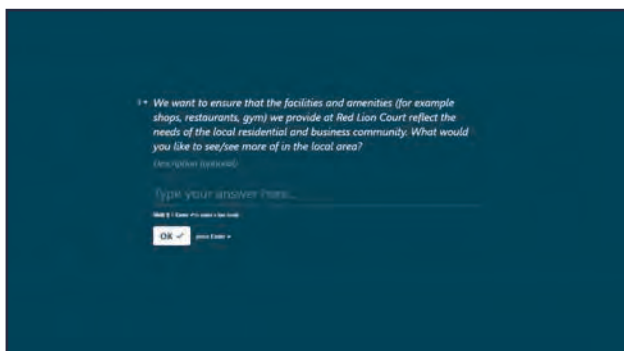 We want to ensure that the facilities and amenities (for example
shops, restaurants, gym) we provide at Red Lion Court reflect the
needs of the local residential and business community. What would
you like to see/see more of in the local area?
Description (optional)
Type your answer here...
OK ✓
press Enter